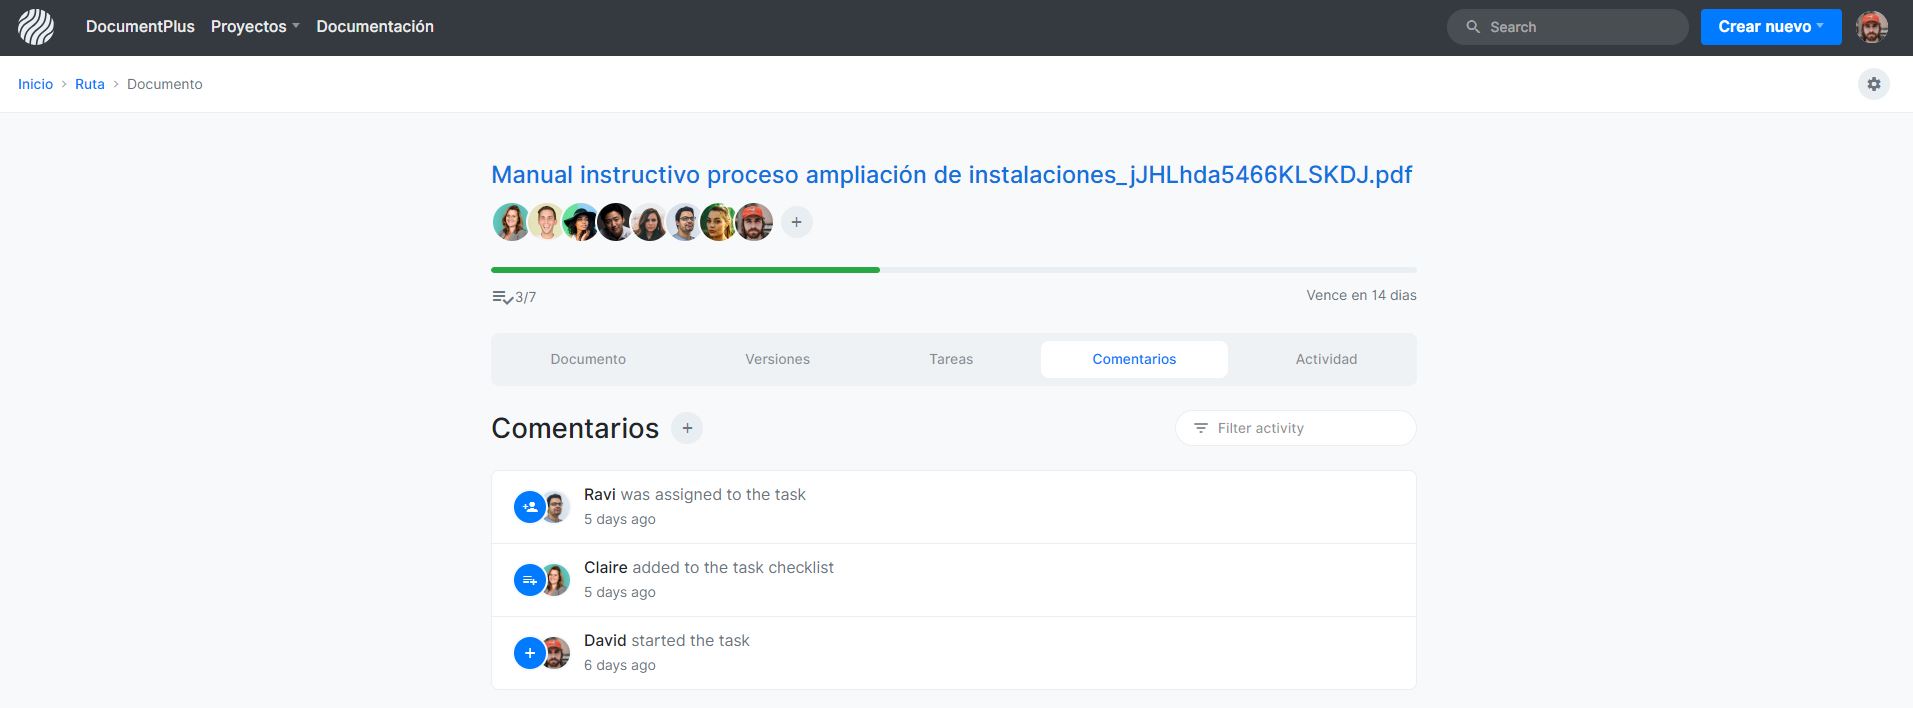 DocumentPlus Proyectos Documentación Search Crear nuevo
Inicio > Ruta > Documento
Manual instructivo proceso ampliación de instalaciones_jJHLhda5466KLSKDJ.pdf
+
3/7 Vence en 14 dias
Documento Versiones Tareas Comentarios Actividad
Comentarios + Filter activity
Ravi was assigned to the task
5 days ago
Claire added to the task checklist
5 days ago
David started the task
6 days ago